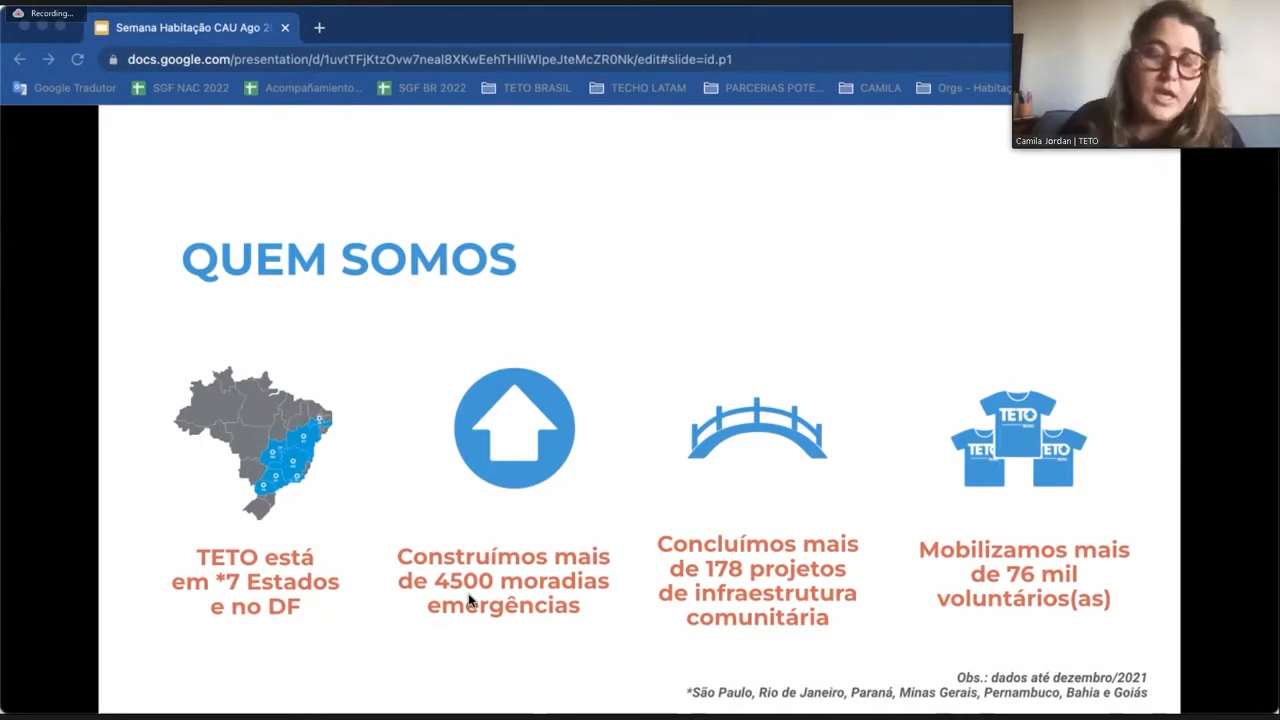 Recording...
Semana Habitação CAU Ago 2
docs.google.com/presentation/d/1uvtTFjKtzOvw7neal8XKwEehTHIliWlpeJteMcZR0Nk/edit#slide=id.p1
Google Tradutor SGF NAC 2022 Acompañamiento... SGF BR 2022 TETO BRASIL TECHO LATAM PARCERIAS POTE... CAMILA Orgs - Habitaç
Camila Jordan | TETO
QUEM SOMOS
TETO
TETO está
em *7 Estados
e no DF
Construímos mais
de 4500 moradias
emergências
Concluímos mais
de 178 projetos
de infraestrutura
comunitária
Mobilizamos mais
de 76 mil
voluntários(as)
Obs.: dados até dezembro/2021
*São Paulo, Rio de Janeiro, Paraná, Minas Gerais, Pernambuco, Bahia e Goiás